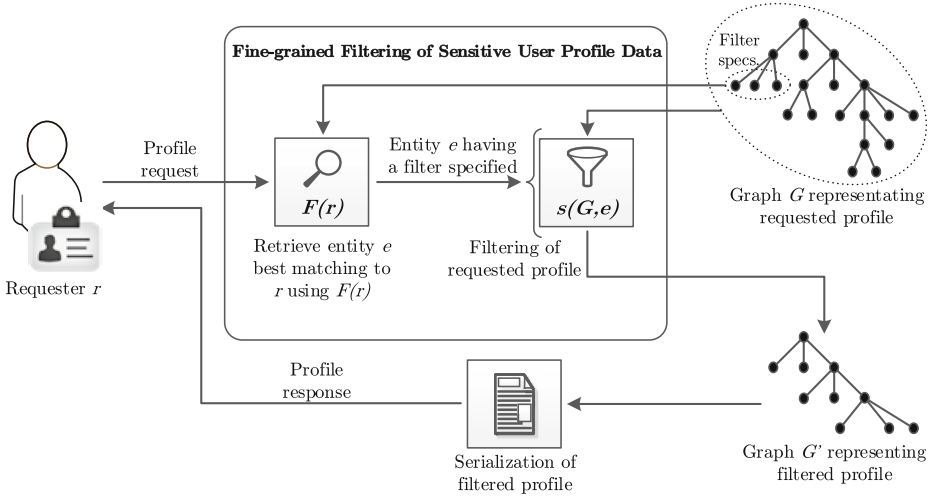 Fine-grained Filtering of Sensitive User Profile Data
Filter
specs.
Profile
request
Entity e having
a filter specified
F(r)
s(G,e)
Graph G representating
requested profile
Retrieve entity e
best matching to
r using F(r)
Filtering of
requested profile
Requester r
Profile
response
Serialization of
filtered profile
Graph G' representing
filtered profile